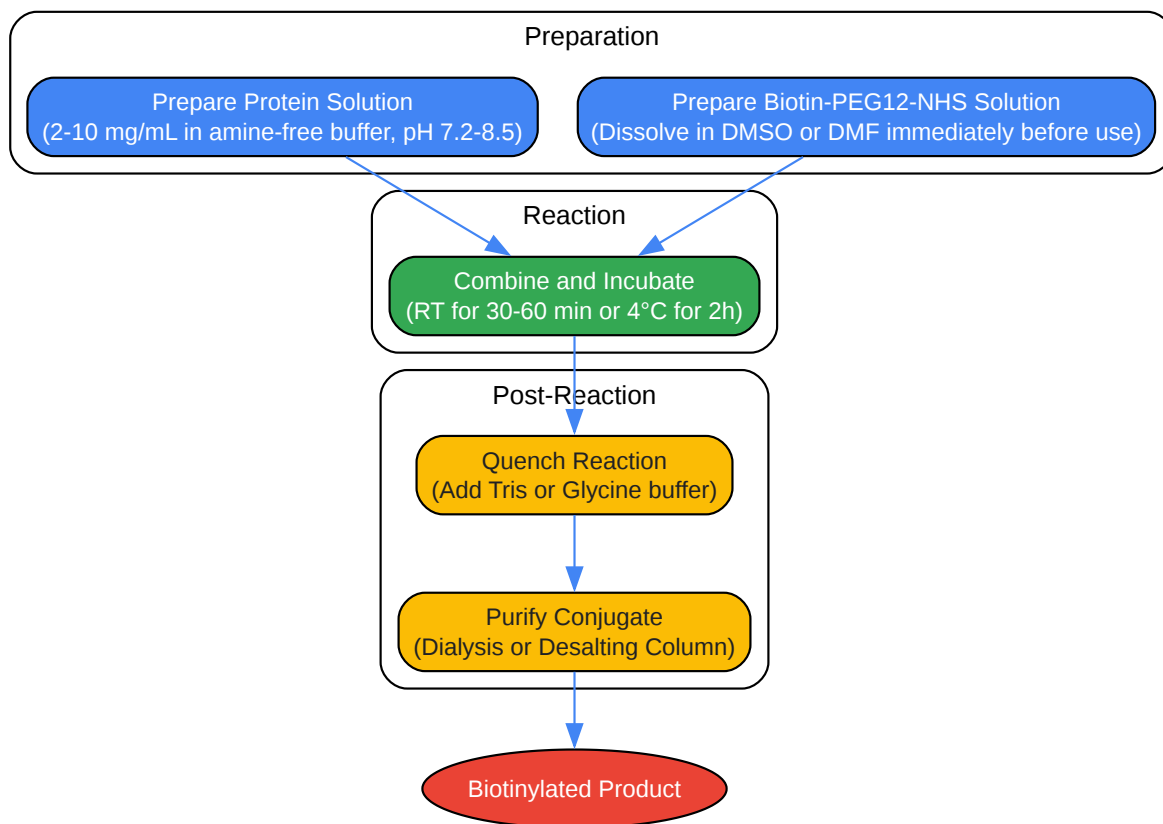 Preparation
Prepare Protein Solution
(2-10 mg/mL in amine-free buffer, pH 7.2-8.5)
Prepare Biotin-PEG12-NHS Solution
(Dissolve in DMSO or DMF immediately before use)
Reaction
Combine and Incubate
(RT for 30-60 min or 4°C for 2h)
Post-Reaction
Quench Reaction
(Add Tris or Glycine buffer)
Purify Conjugate
(Dialysis or Desalting Column)
Biotinylated Product